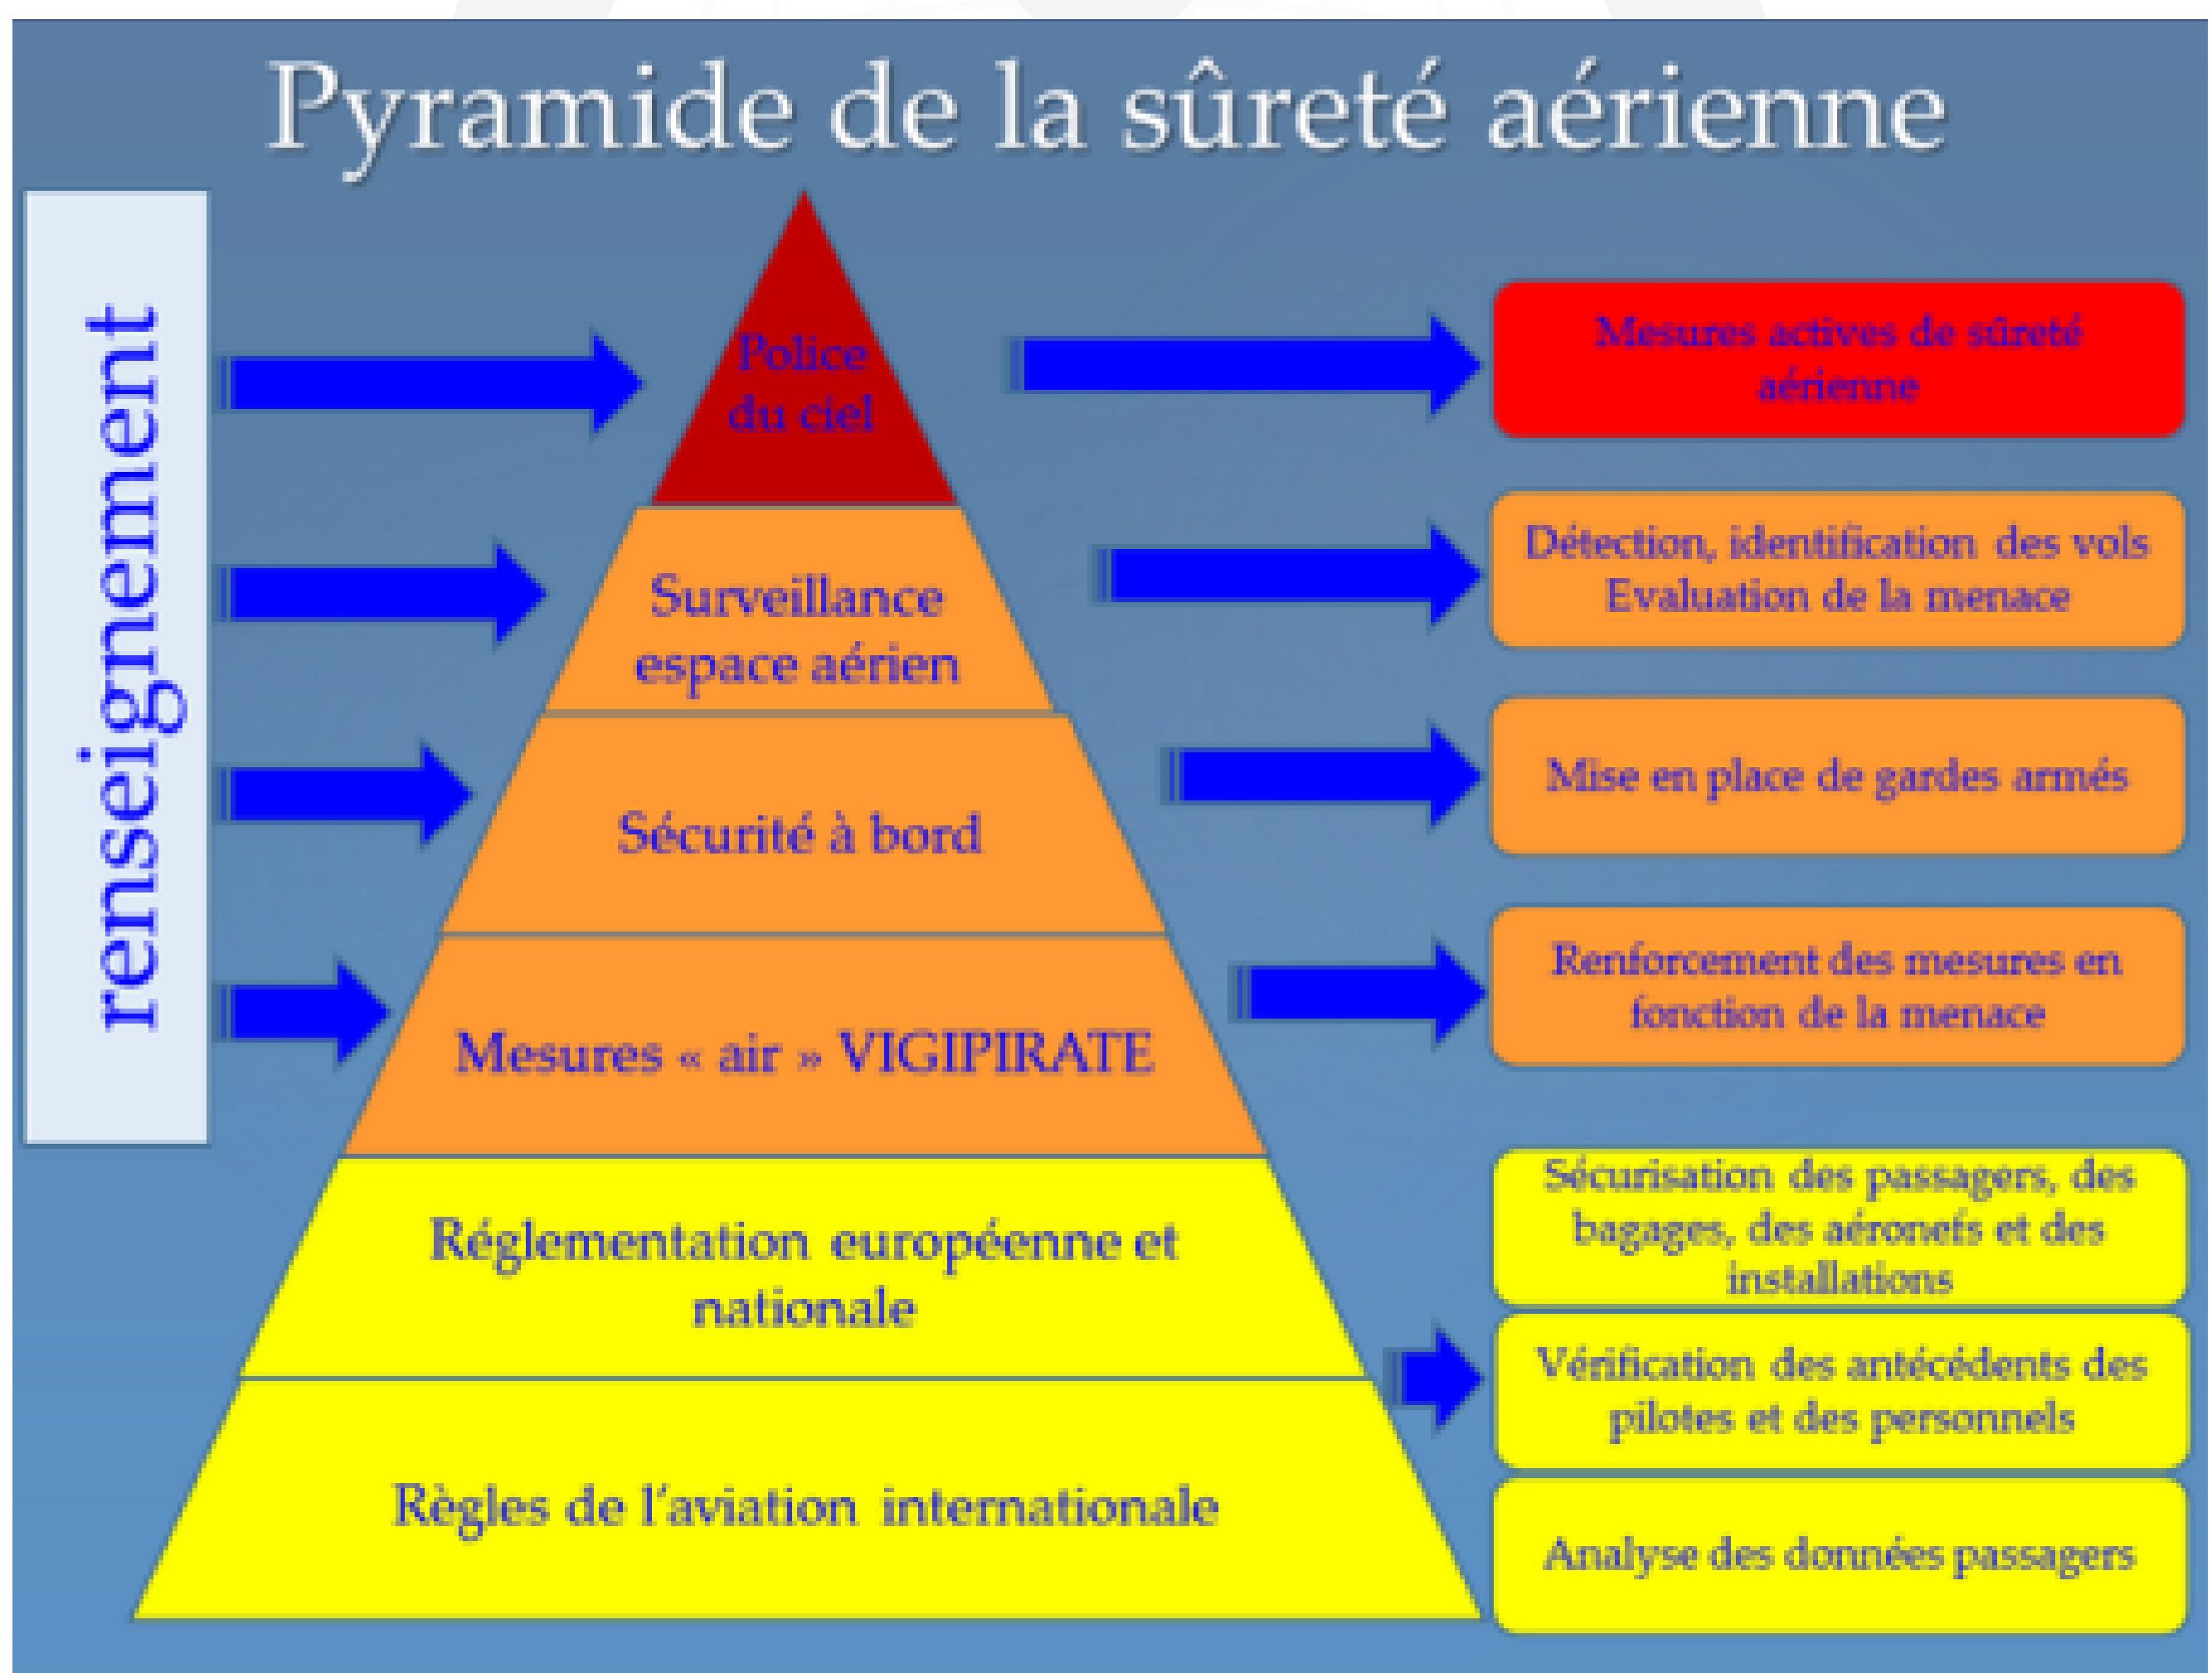 Pyramide de la sûreté aérienne
renseignement
Police
du ciel
Mesures actives de sûreté
aérienne
Surveillance
espace aérien
Détection, identification des vols
Evaluation de la menace
Sécurité à bord
Mise en place de gardes armés
Mesures « air » VIGIPIRATE
Renforcement des mesures en
fonction de la menace
Réglementation européenne et
nationale
Règles de l'aviation internationale
Sécurisation des passagers, des
bagages, des aéronefs et des
installations
Vérification des antécédents des
pilotes et des personnels
Analyse des données passagers